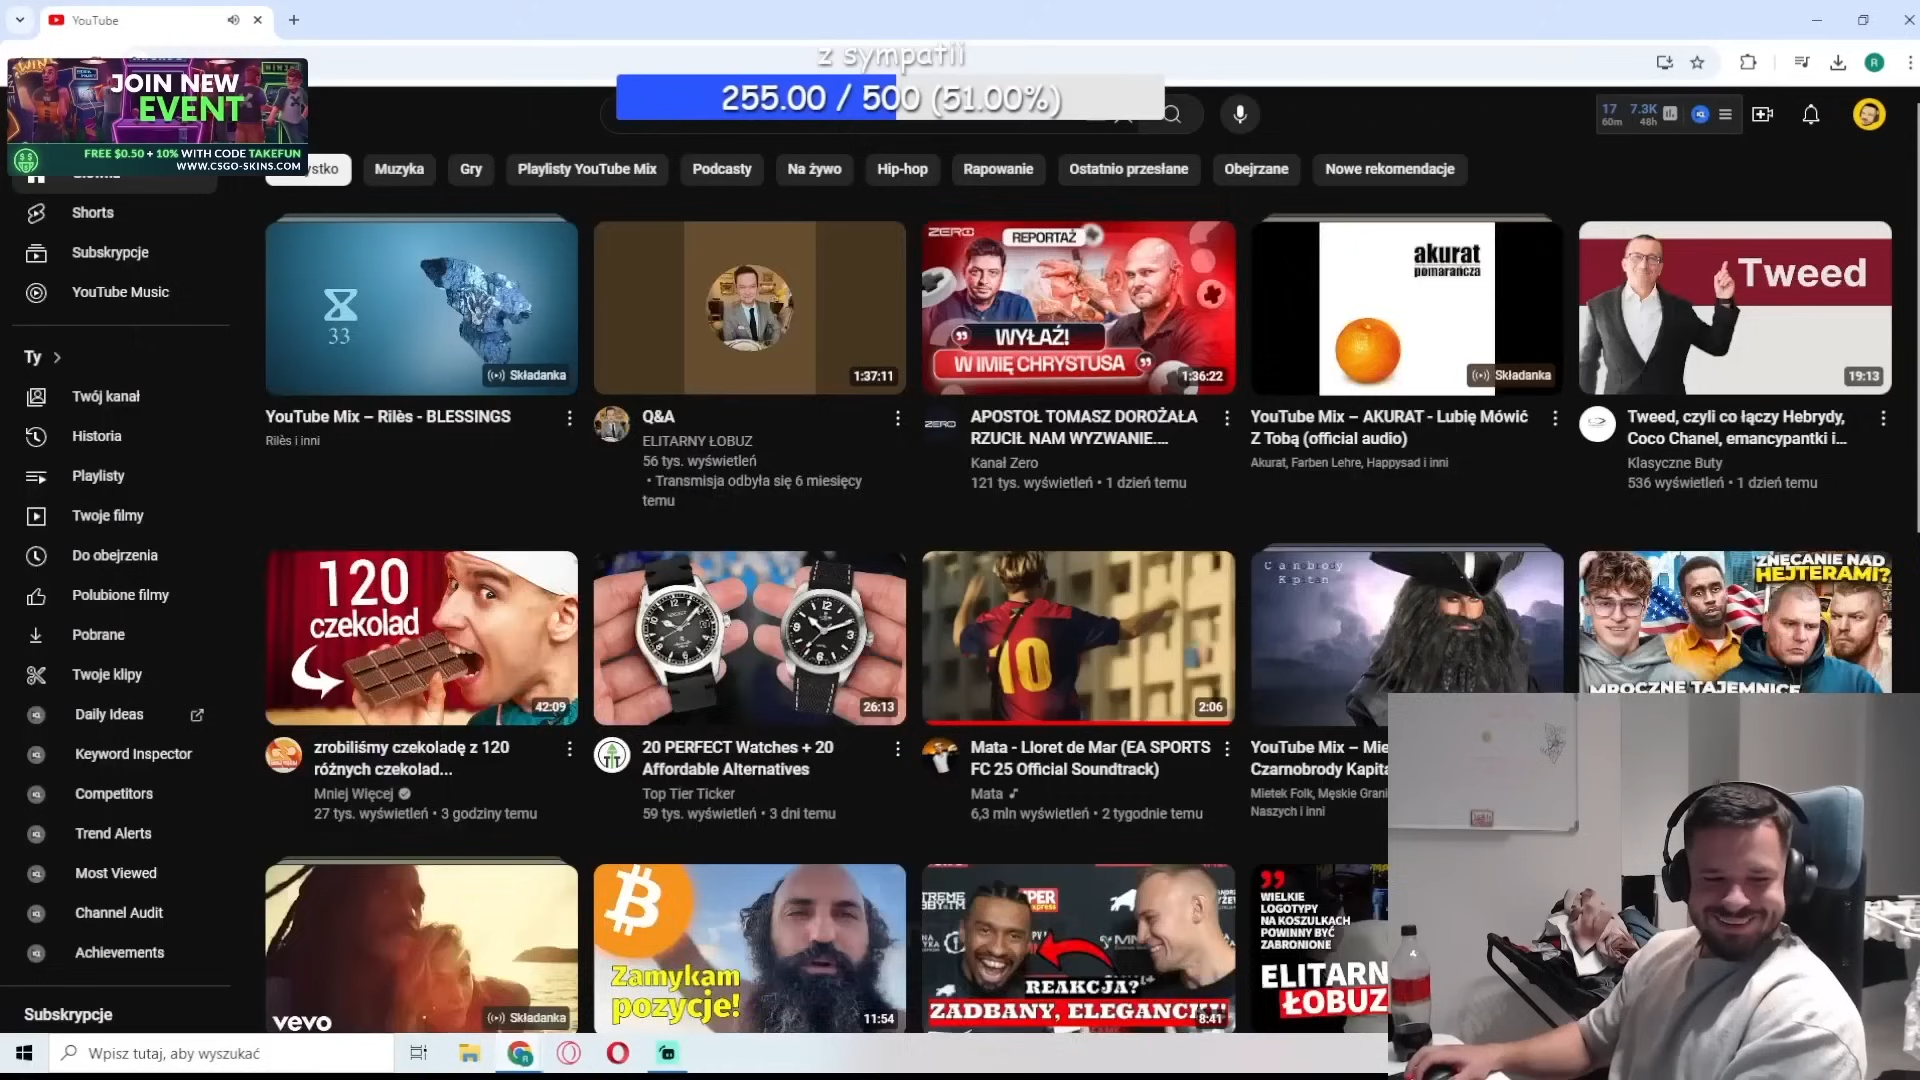 YouTube
z sympatii
255.00 / 500 (51.00%)
JOIN NEW
EVENT
FREE $0.50 + 10% WITH CODE TAKEFUN
WWW.CSGO-SKINS.COM
17
60m
7.3K
48h
Muzyka
Gry
Playlisty YouTube Mix
Podcasty
Na żywo
Hip-hop
Rapowanie
Ostatnio przesłane
Obejrzane
Nowe rekomendacje
Shorts
Subskrypcje
YouTube Music
Ty
Twój kanał
Historia
Playlisty
Twoje filmy
Do obejrzenia
Polubione filmy
Pobrane
Twoje klipy
Daily Ideas
Keyword Inspector
Competitors
Trend Alerts
Most Viewed
Channel Audit
Achievements
Subskrypcje
33
Składanka
YouTube Mix – Rilès - BLESSINGS
Rilès i inni
1:37:11
Q&A
ELITARNY ŁOBUZ
56 tys. wyświetleń
• Transmisja odbyła się 6 miesięcy
temu
ZERO
REPORTAŻ
WYŁAŹ!
W IMIĘ CHRYSTUSA
1:36:22
ZERO
APOSTOŁ TOMASZ DOROŻAŁA
RZUCIŁ NAM WYZWANIE....
Kanał Zero
121 tys. wyświetleń • 1 dzień temu
akurat
pomarańcza
Składanka
YouTube Mix – AKURAT - Lubię Mówić
Z Tobą (official audio)
Akurat, Farben Lehre, Happysad i inni
Tweed
19:13
Tweed, czyli co łączy Hebrydy,
Coco Chanel, emancypantki i...
Klasyczne Buty
536 wyświetleń • 1 dzień temu
120
czekolad
42:09
zrobiliśmy czekoladę z 120
różnych czekolad...
Mniej Więcej
27 tys. wyświetleń • 3 godziny temu
26:13
20 PERFECT Watches + 20
Affordable Alternatives
Top Tier Ticker
59 tys. wyświetleń • 3 dni temu
10
2:06
Mata - Lloret de Mar (EA SPORTS
FC 25 Official Soundtrack)
Mata
6,3 mln wyświetleń • 2 tygodnie temu
YouTube Mix – Mie
Czarnobrody Kapita
Mietek Folk, Męskie Grani
Naszych i inni
ZNĘCANIE NAD
HEJTERAMI?
MROCZNE TAJEMNICE
vevo
Składanka
Zamykam
pozycje!
11:54
REAKCJA?
ZADBANY, ELEGANCKI
8:41
WIELKIE
LOGOTYPY
NA KOSZULKACH
POWINNY BYĆ
ZABRONIONE
ELITARN
ŁOBUZ
Wpisz tutaj, aby wyszukać